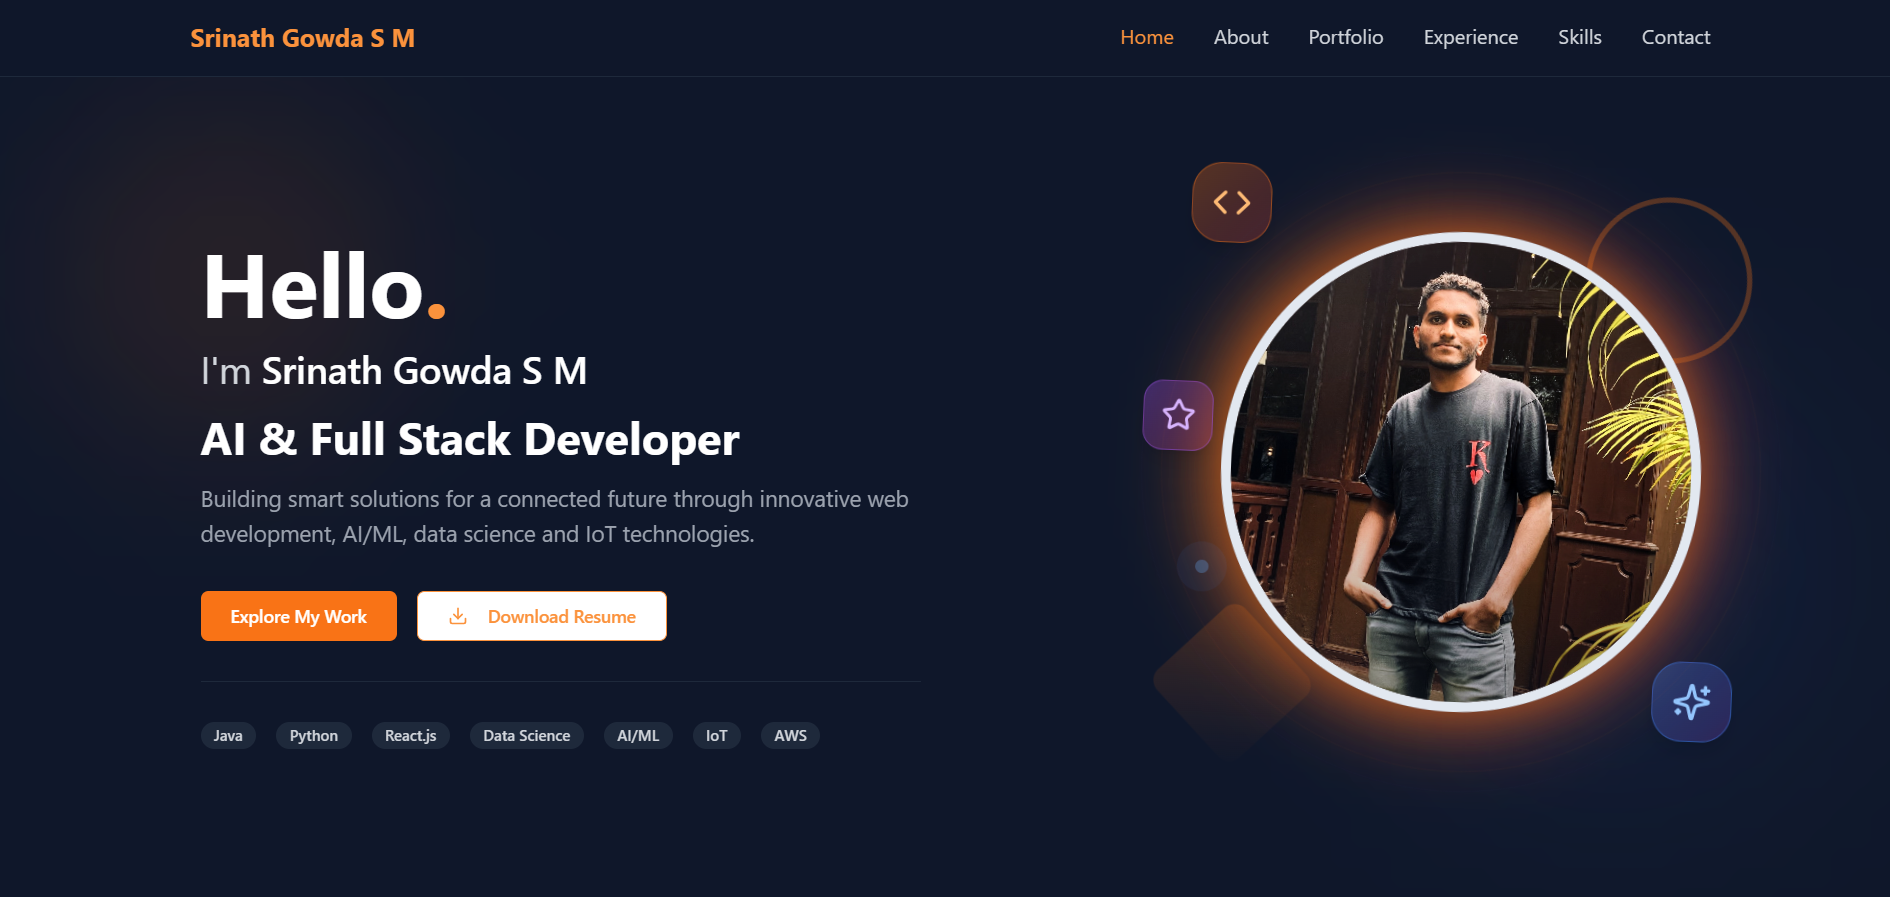 Srinath Gowda S M
Home About Portfolio Experience Skills Contact
Hello.
I'm Srinath Gowda S M
AI & Full Stack Developer
Building smart solutions for a connected future through innovative web
development, AI/ML, data science and IoT technologies.
Explore My Work
Download Resume
Java Python React.js Data Science AI/ML IoT AWS
K